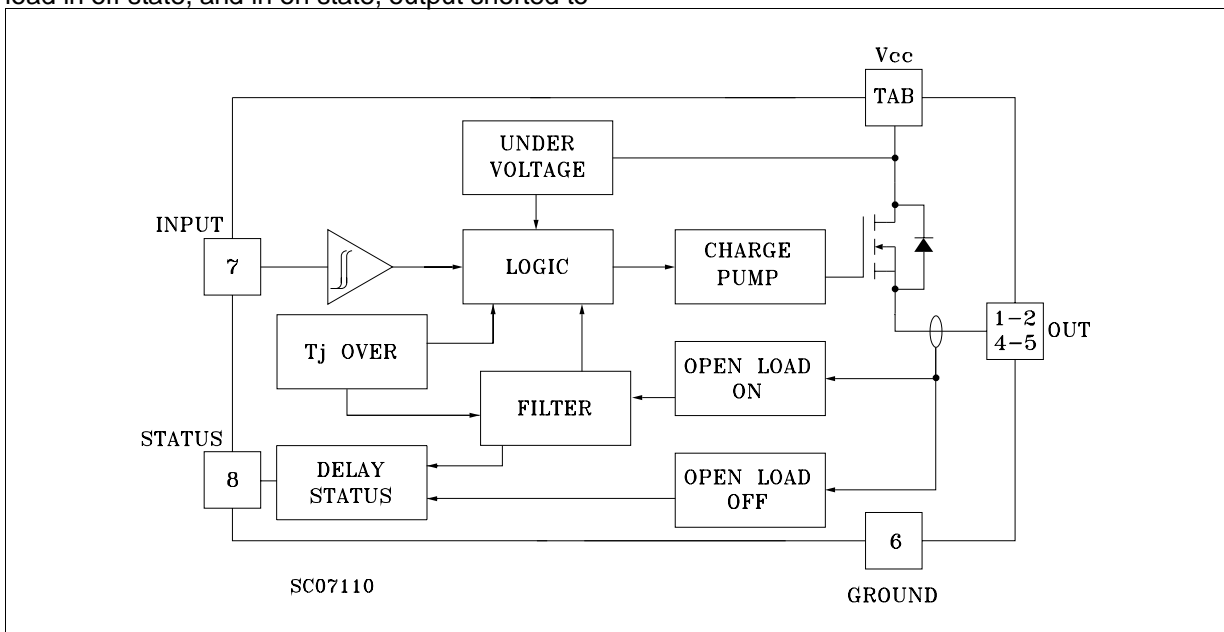 load in off state, and in on state, output shorted to
Vcc
TAB
UNDER
VOLTAGE
INPUT
7
LOGIC
CHARGE
PUMP
1-2
4-5
OUT
Tj OVER
OPEN LOAD
ON
FILTER
STATUS
8
DELAY
STATUS
OPEN LOAD
OFF
6
SC07110
GROUND